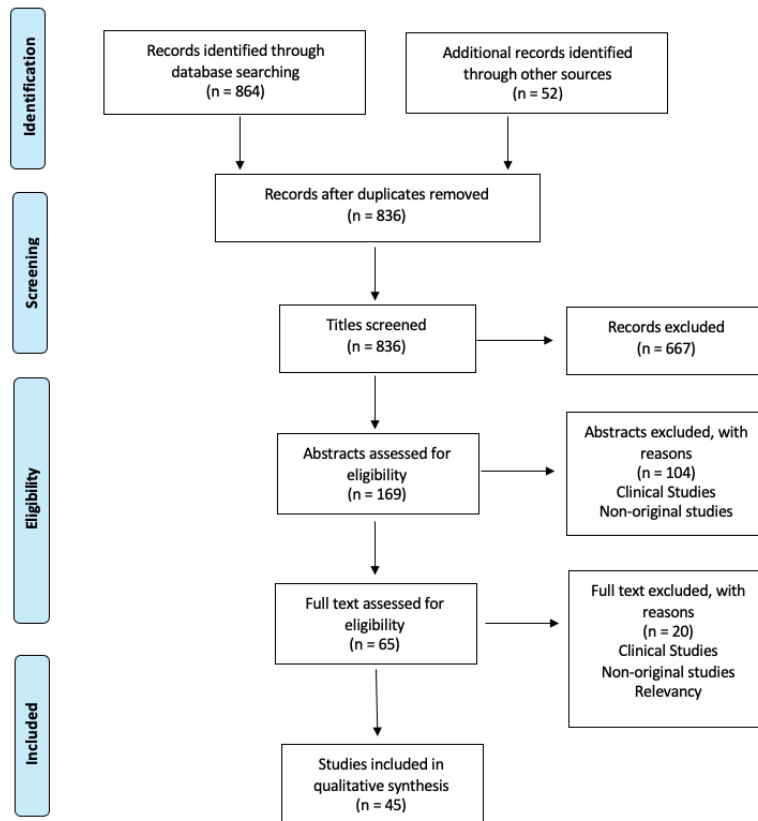 Identification
Records identified through
database searching
(n = 864)
Additional records identified
through other sources
(n = 52)
Records after duplicates removed
(n = 836)
Screening
Titles screened
(n = 836)
Records excluded
(n = 667)
Eligibility
Abstracts assessed for
eligibility
(n = 169)
Abstracts excluded, with
reasons
(n = 104)
Clinical Studies
Non-original studies
Full text assessed for
eligibility
(n = 65)
Full text excluded, with
reasons
(n = 20)
Clinical Studies
Non-original studies
Relevancy
Included
Studies included in
qualitative synthesis
(n = 45)